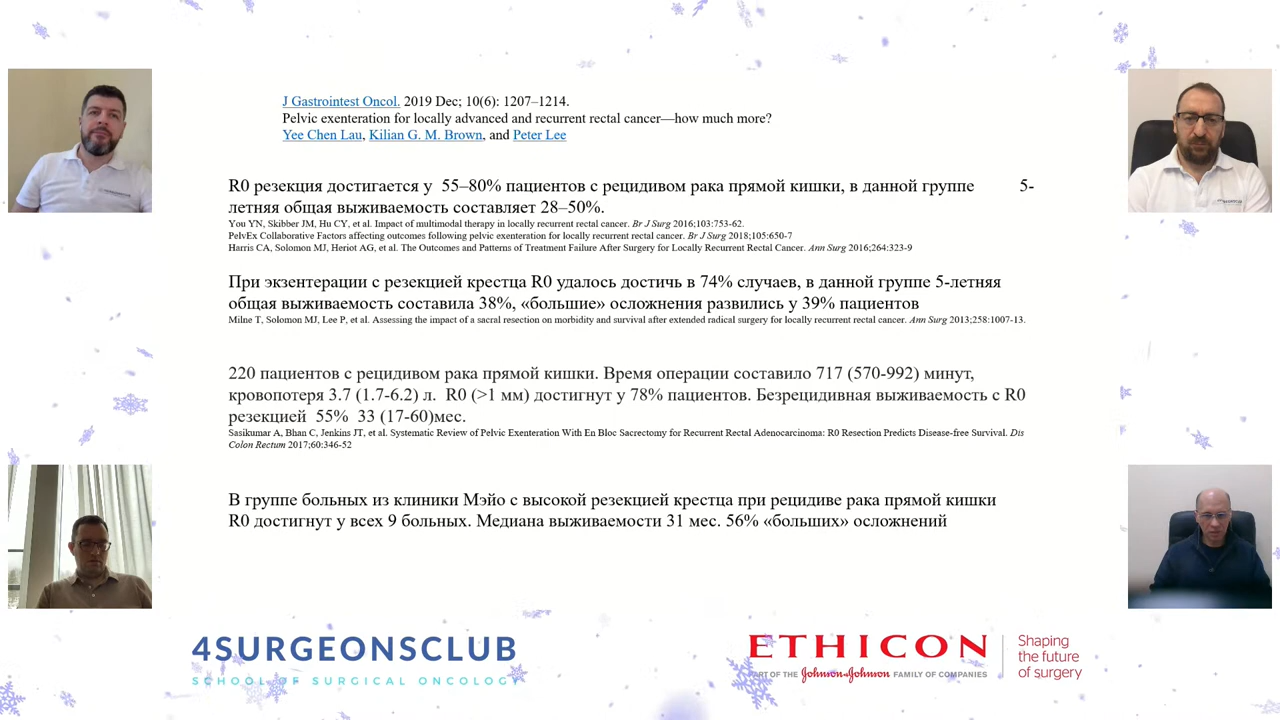 J Gastrointest Oncol. 2019 Dec; 10(6): 1207–1214.
Pelvic exenteration for locally advanced and recurrent rectal cancer—how much more?
Yee Chen Lau, Kilian G. M. Brown, and Peter Lee
R0 резекция достигается у 55–80% пациентов с рецидивом рака прямой кишки, в данной группе 5-
летняя общая выживаемость составляет 28–50%.
You YN, Skibber JM, Hu CY, et al. Impact of multimodal therapy in locally recurrent rectal cancer. Br J Surg 2016;103:753-62.
PelvEx Collaborative Factors affecting outcomes following pelvic exenteration for locally recurrent rectal cancer. Br J Surg 2018;105:650-7
Harris CA, Solomon MJ, Heriot AG, et al. The Outcomes and Patterns of Treatment Failure After Surgery for Locally Recurrent Rectal Cancer. Ann Surg 2016;264:323-9
При экзентерации с резекцией крестца R0 удалось достичь в 74% случаев, в данной группе 5-летняя
общая выживаемость составила 38%, «большие» осложнения развились у 39% пациентов
Milne T, Solomon MJ, Lee P, et al. Assessing the impact of a sacral resection on morbidity and survival after extended radical surgery for locally recurrent rectal cancer. Ann Surg 2013;258:1007-13.
220 пациентов с рецидивом рака прямой кишки. Время операции составило 717 (570-992) минут,
кровопотеря 3.7 (1.7-6.2) л. R0 (>1 мм) достигнут у 78% пациентов. Безрецидивная выживаемость с R0
резекцией 55% 33 (17-60)мес.
Sasikumar A, Bhan C, Jenkins JT, et al. Systematic Review of Pelvic Exenteration With En Bloc Sacrectomy for Recurrent Rectal Adenocarcinoma: R0 Resection Predicts Disease-free Survival. Dis
Colon Rectum 2017;60:346-52
В группе больных из клиники Мэйо с высокой резекцией крестца при рецидиве рака прямой кишки
R0 достигнут у всех 9 больных. Медиана выживаемости 31 мес. 56% «больших» осложнений
4SURGEONSCLUB
SCHOOL OF SURGICAL ONCOLOGY
ETHICON
PART OF THE Johnson & Johnson FAMILY OF COMPANIES
Shaping
the future
of surgery